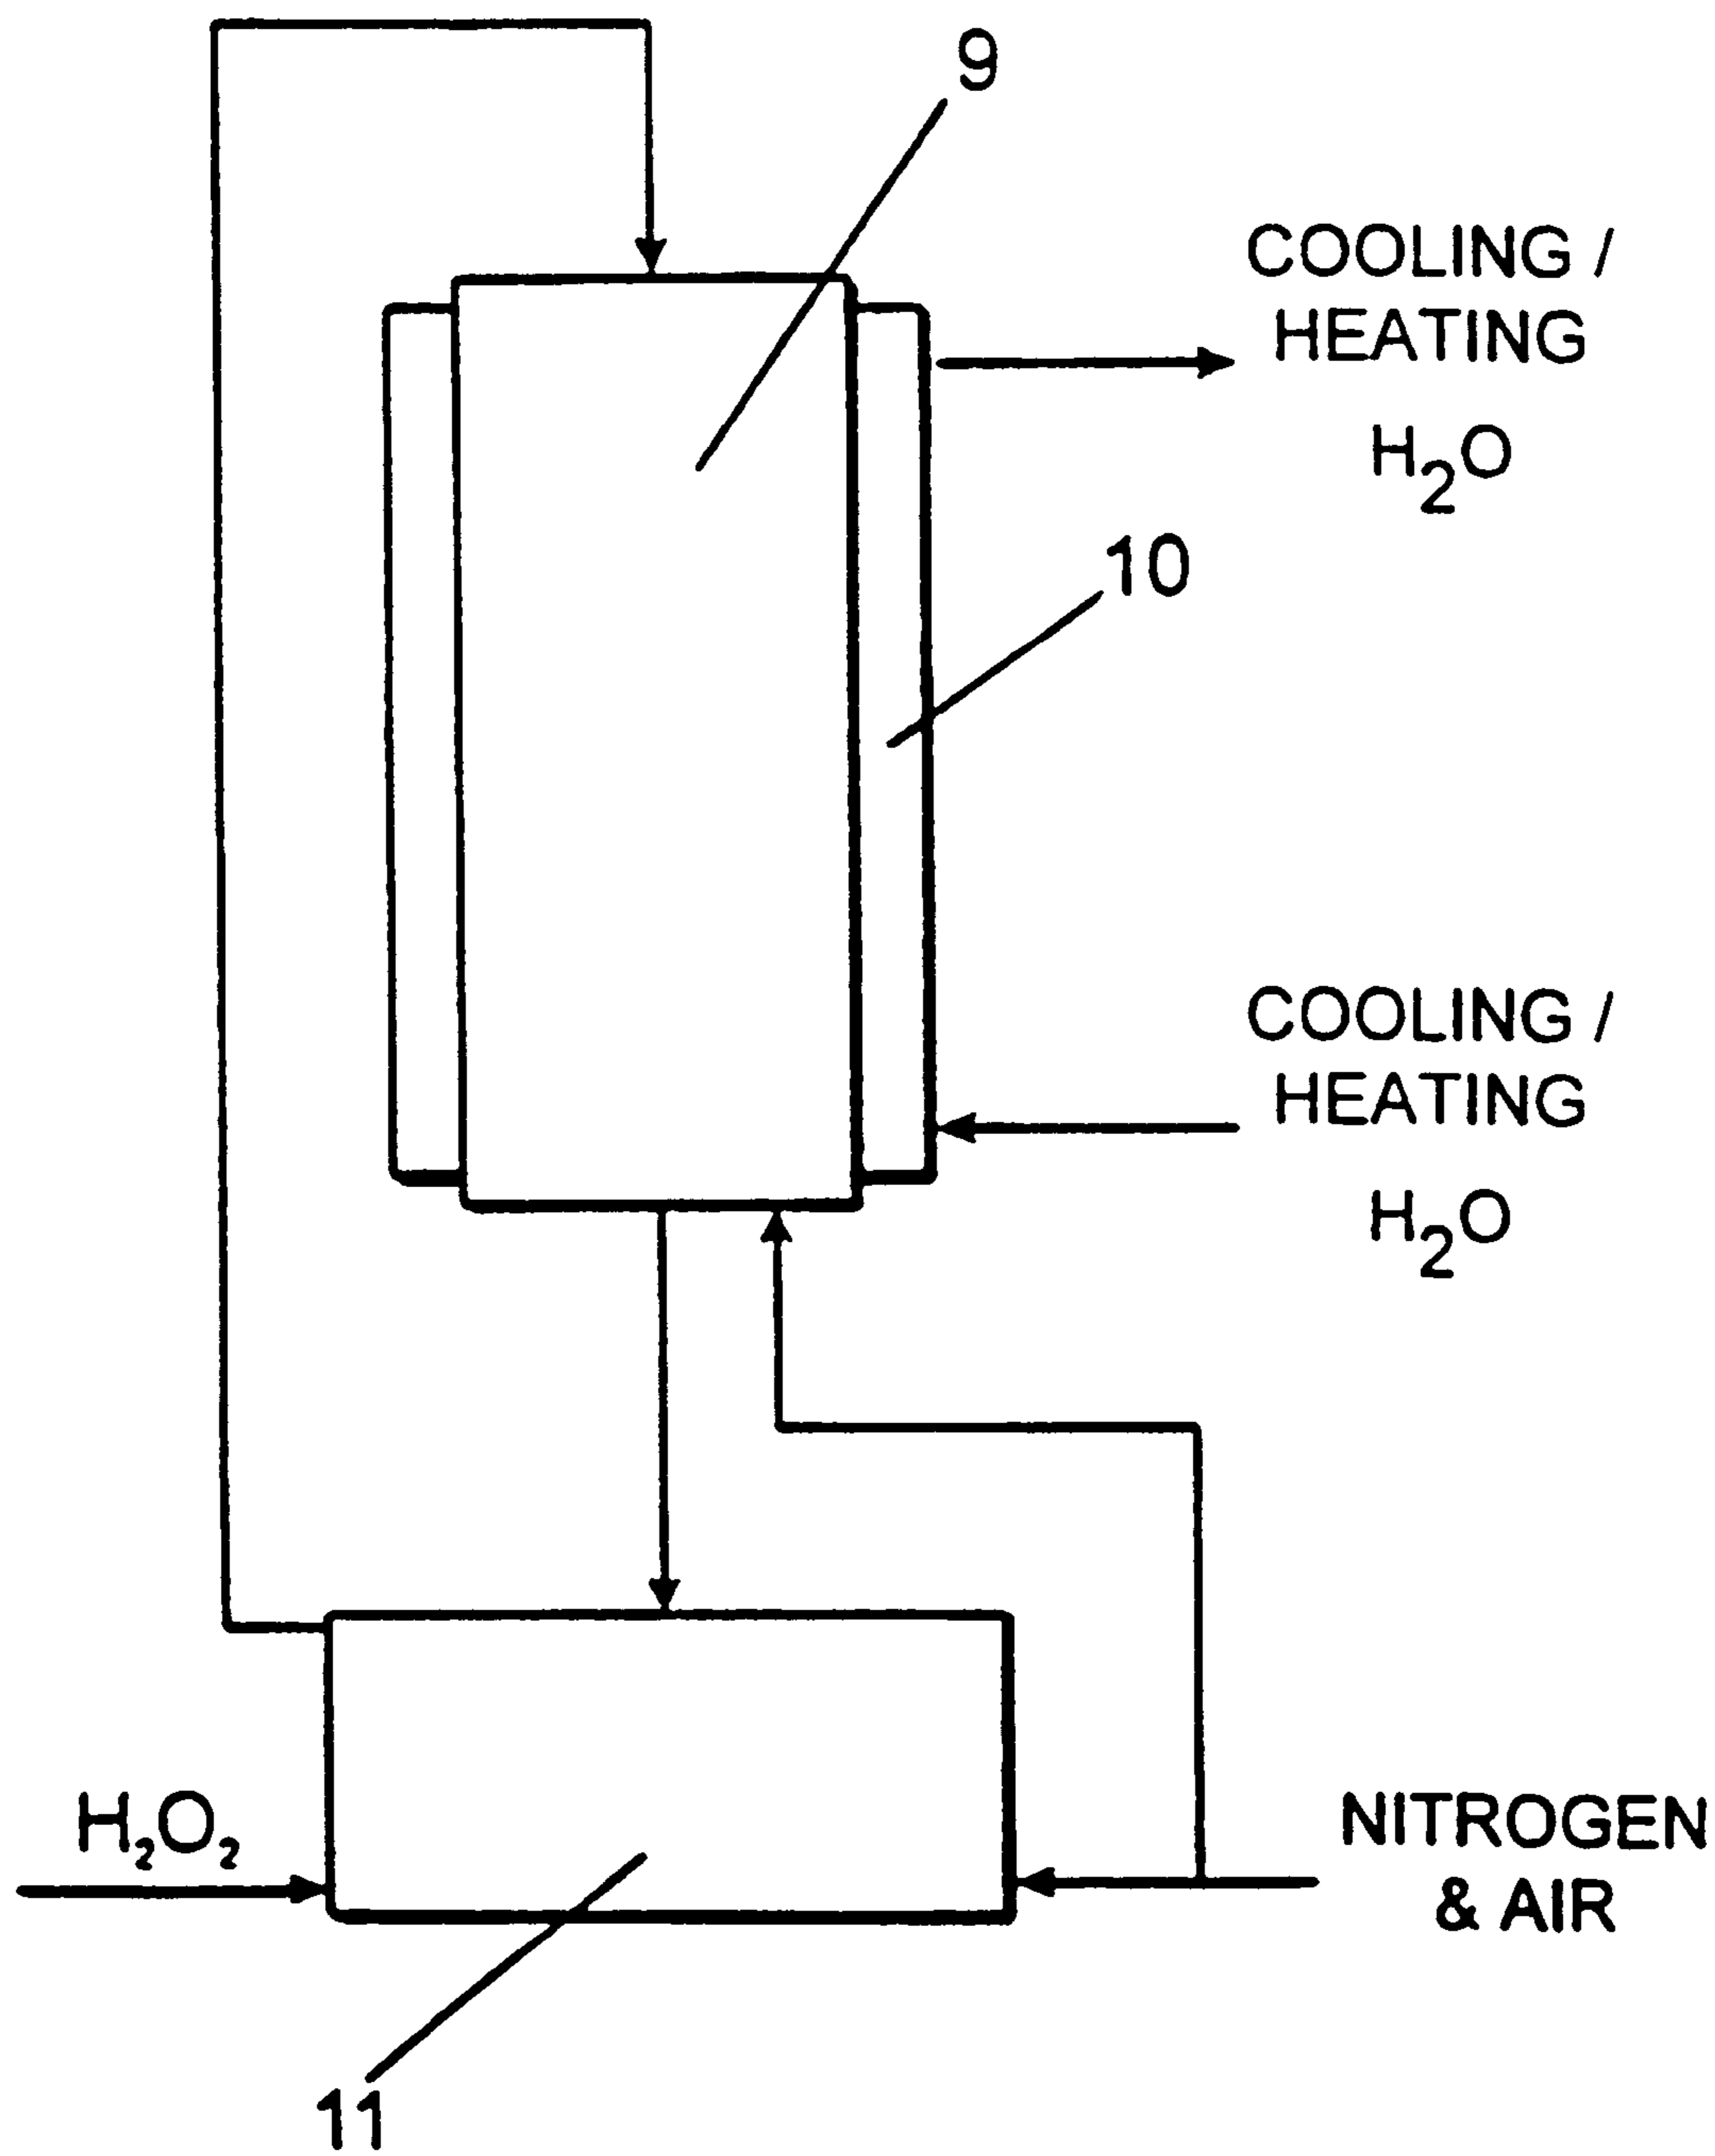 9
COOLING /
HEATING
H₂O
10
COOLING /
HEATING
H₂O
H₂O₂
NITROGEN
& AIR
11